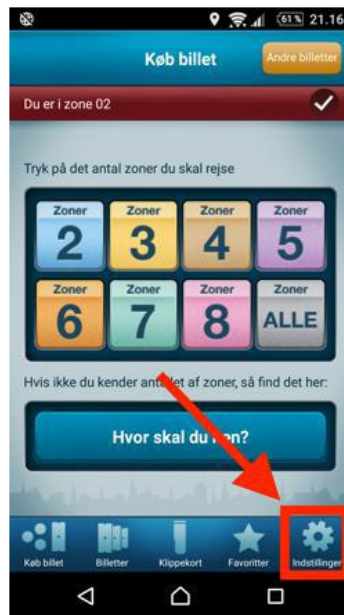 61% 21.16
Køb billet
Andre billetter
Du er i zone 02
Tryk på det antal zoner du skal rejse
Zoner Zoner Zoner Zoner
2 3 4 5
Zoner Zoner Zoner Zoner
6 7 8 ALLE
Hvis ikke du kender antallet af zoner, så find det her:
Hvor skal du hen?
Køb billet Billetter Klippekort Favoritter Indstillinger